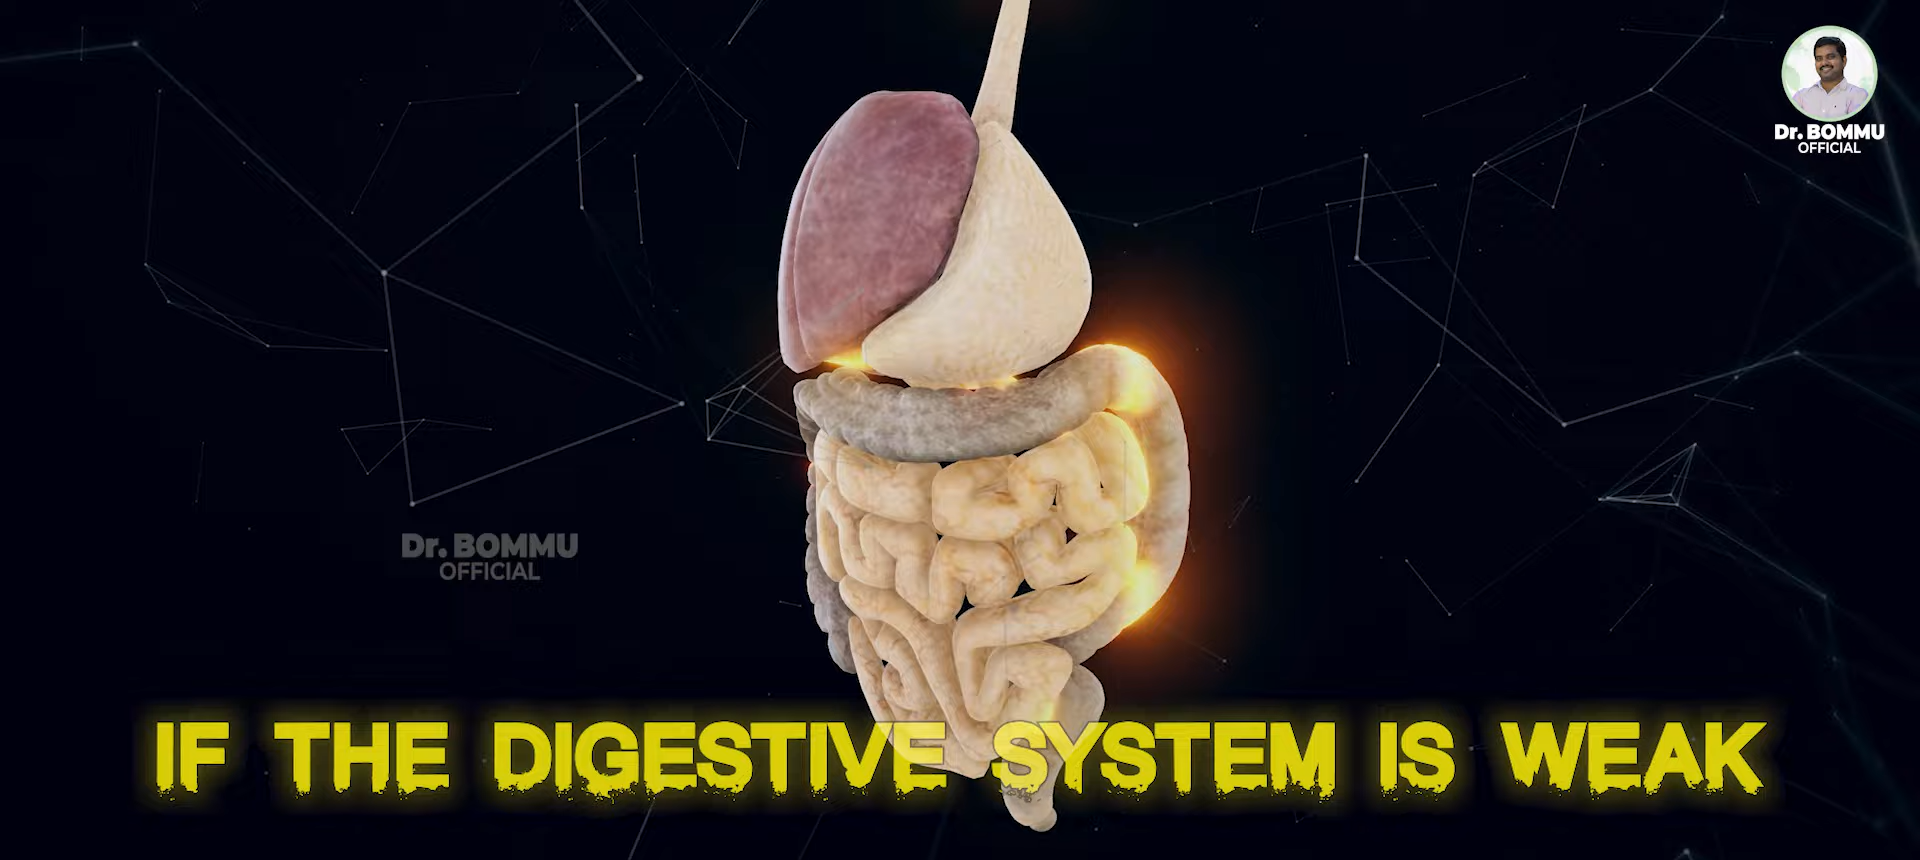 Dr. BOMMU
OFFICIAL
Dr. BOMMU
OFFICIAL
IF THE DIGESTIVE SYSTEM IS WEAK